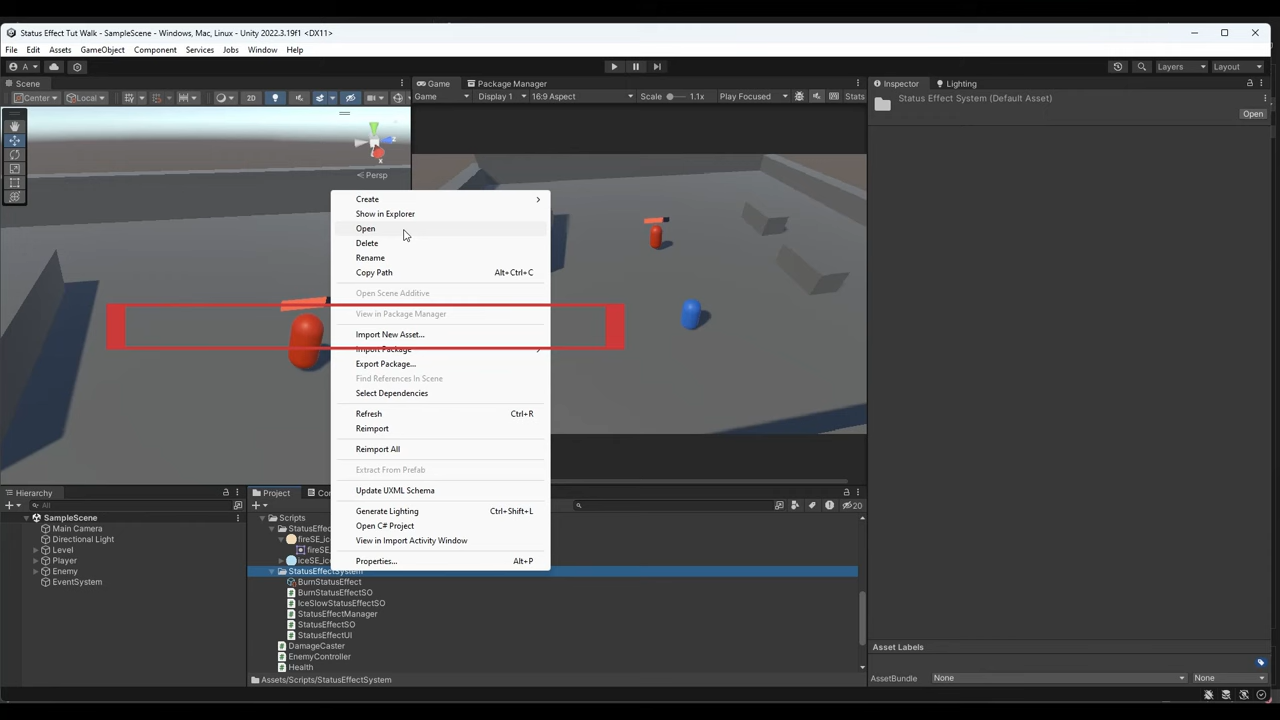 Status Effect Tut Walk - SampleScene - Windows, Mac, Linux - Unity 2022.3.19f1 <DX11>
File Edit Assets GameObject Component Services Jobs Window Help
A Layers Layout
Scene
Game Package Manager
Inspector Lighting
Center Local 2D
Game Display 1 16:9 Aspect Scale 1.1x Play Focused Stats
Status Effect System (Default Asset)
Open
Persp
Create
Show in Explorer
Open
Delete
Rename
Copy Path Alt+Ctrl+C
Open Scene Additive
View in Package Manager
Import New Asset...
Import Package
Export Package...
Find References In Scene
Select Dependencies
Refresh Ctrl+R
Reimport
Reimport All
Extract From Prefab
Update UXML Schema
Generate Lighting Ctrl+Shift+L
Open C# Project
View in Import Activity Window
Properties... Alt+P
Hierarchy
All
SampleScene
Main Camera
Directional Light
Level
Player
Enemy
EventSystem
Project
20
Scripts
StatusEffectSystem
BurnStatusEffect
BurnStatusEffectSO
IceSlowStatusEffectSO
StatusEffectManager
StatusEffectSO
StatusEffectUI
DamageCaster
EnemyController
Health
Assets/Scripts/StatusEffectSystem
Asset Labels
AssetBundle None None